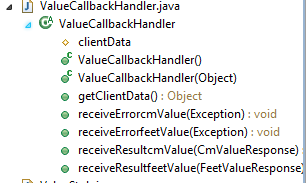 ValueCallbackHandler.java
ValueCallbackHandler
clientData
ValueCallbackHandler()
ValueCallbackHandler(Object)
getClientData() : Object
receiveErrorcmValue(Exception) : void
receiveErrorfeetValue(Exception) : void
receiveResultcmValue(CmValueResponse)
receiveResultfeetValue(FeetValueResponse)